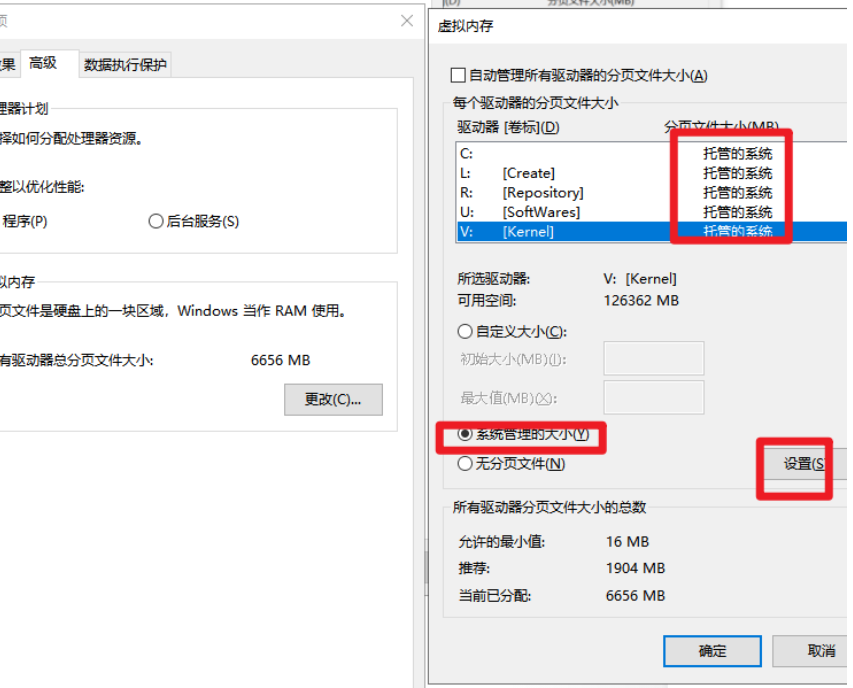 页
果 高级 数据执行保护
理器计划
择如何分配处理器资源。
整以优化性能:
程序(P) 后台服务(S)
以内存
页文件是硬盘上的一块区域，Windows 当作 RAM 使用。
有驱动器总分页文件大小: 6656 MB
更改(C)...
(D) 分页文件大小(MB)
虚拟内存
自动管理所有驱动器的分页文件大小(A)
每个驱动器的分页文件大小
驱动器 [卷标](D) 分页文件大小(MB)
C: 托管的系统
L: [Create] 托管的系统
R: [Repository] 托管的系统
U: [SoftWares] 托管的系统
V: [Kernel] 托管的系统
所选驱动器: V: [Kernel]
可用空间: 126362 MB
自定义大小(C):
初始大小(MB)(I):
最大值(MB)(X):
系统管理的大小(Y)
无分页文件(N) 设置(S
所有驱动器分页文件大小的总数
允许的最小值: 16 MB
推荐: 1904 MB
当前已分配: 6656 MB
确定 取消